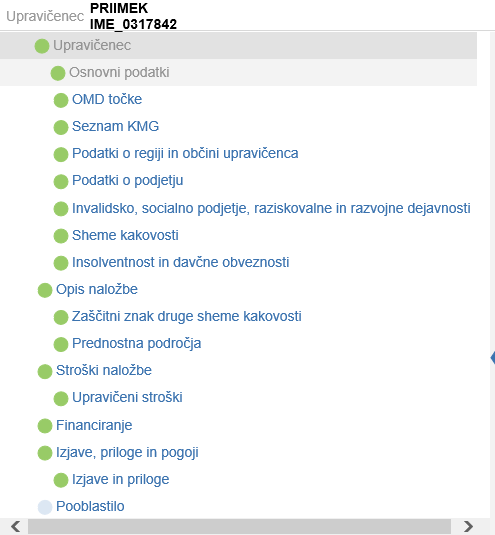 Upravičenec PRIIMEK
IME_0317842
Upravičenec
Osnovni podatki
OMD točke
Seznam KMG
Podatki o regiji in občini upravičenca
Podatki o podjetju
Invalidsko, socialno podjetje, raziskovalne in razvojne dejavnosti
Sheme kakovosti
Insolventnost in davčne obveznosti
Opis naložbe
Zaščitni znak druge sheme kakovosti
Prednostna področja
Stroški naložbe
Upravičeni stroški
Financiranje
Izjave, priloge in pogoji
Izjave in priloge
Pooblastilo